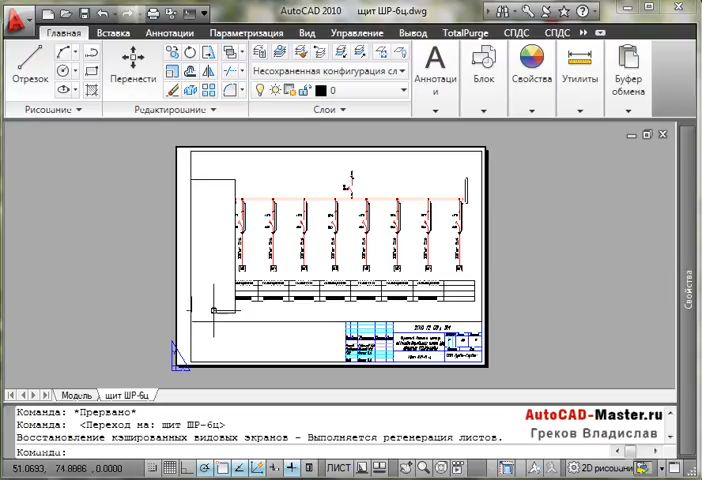 AutoCAD 2010 щит ШР-6ц.dwg
Главная Вставка Аннотации Параметризация Вид Управление Вывод TotalPurge СПДС СПДС
Отрезок
Перенести
Несохраненная конфигурация сл
0
Аннотаци
и
Блок
Свойства
Утилиты
Буфер
обмена
Рисование
Редактирование
Слои
Свойства
Модель щит ШР-6ц
Команда: *Прервано*
Команда: <Переход на: щит ШР-6ц>
Восстановление кэшированных видовых экранов - Выполняется регенерация листов.
Команда:
AutoCAD-Master.ru
Греков Владислав
51.0693, 74.8866, 0.0000
ЛИСТ
2D рисовани